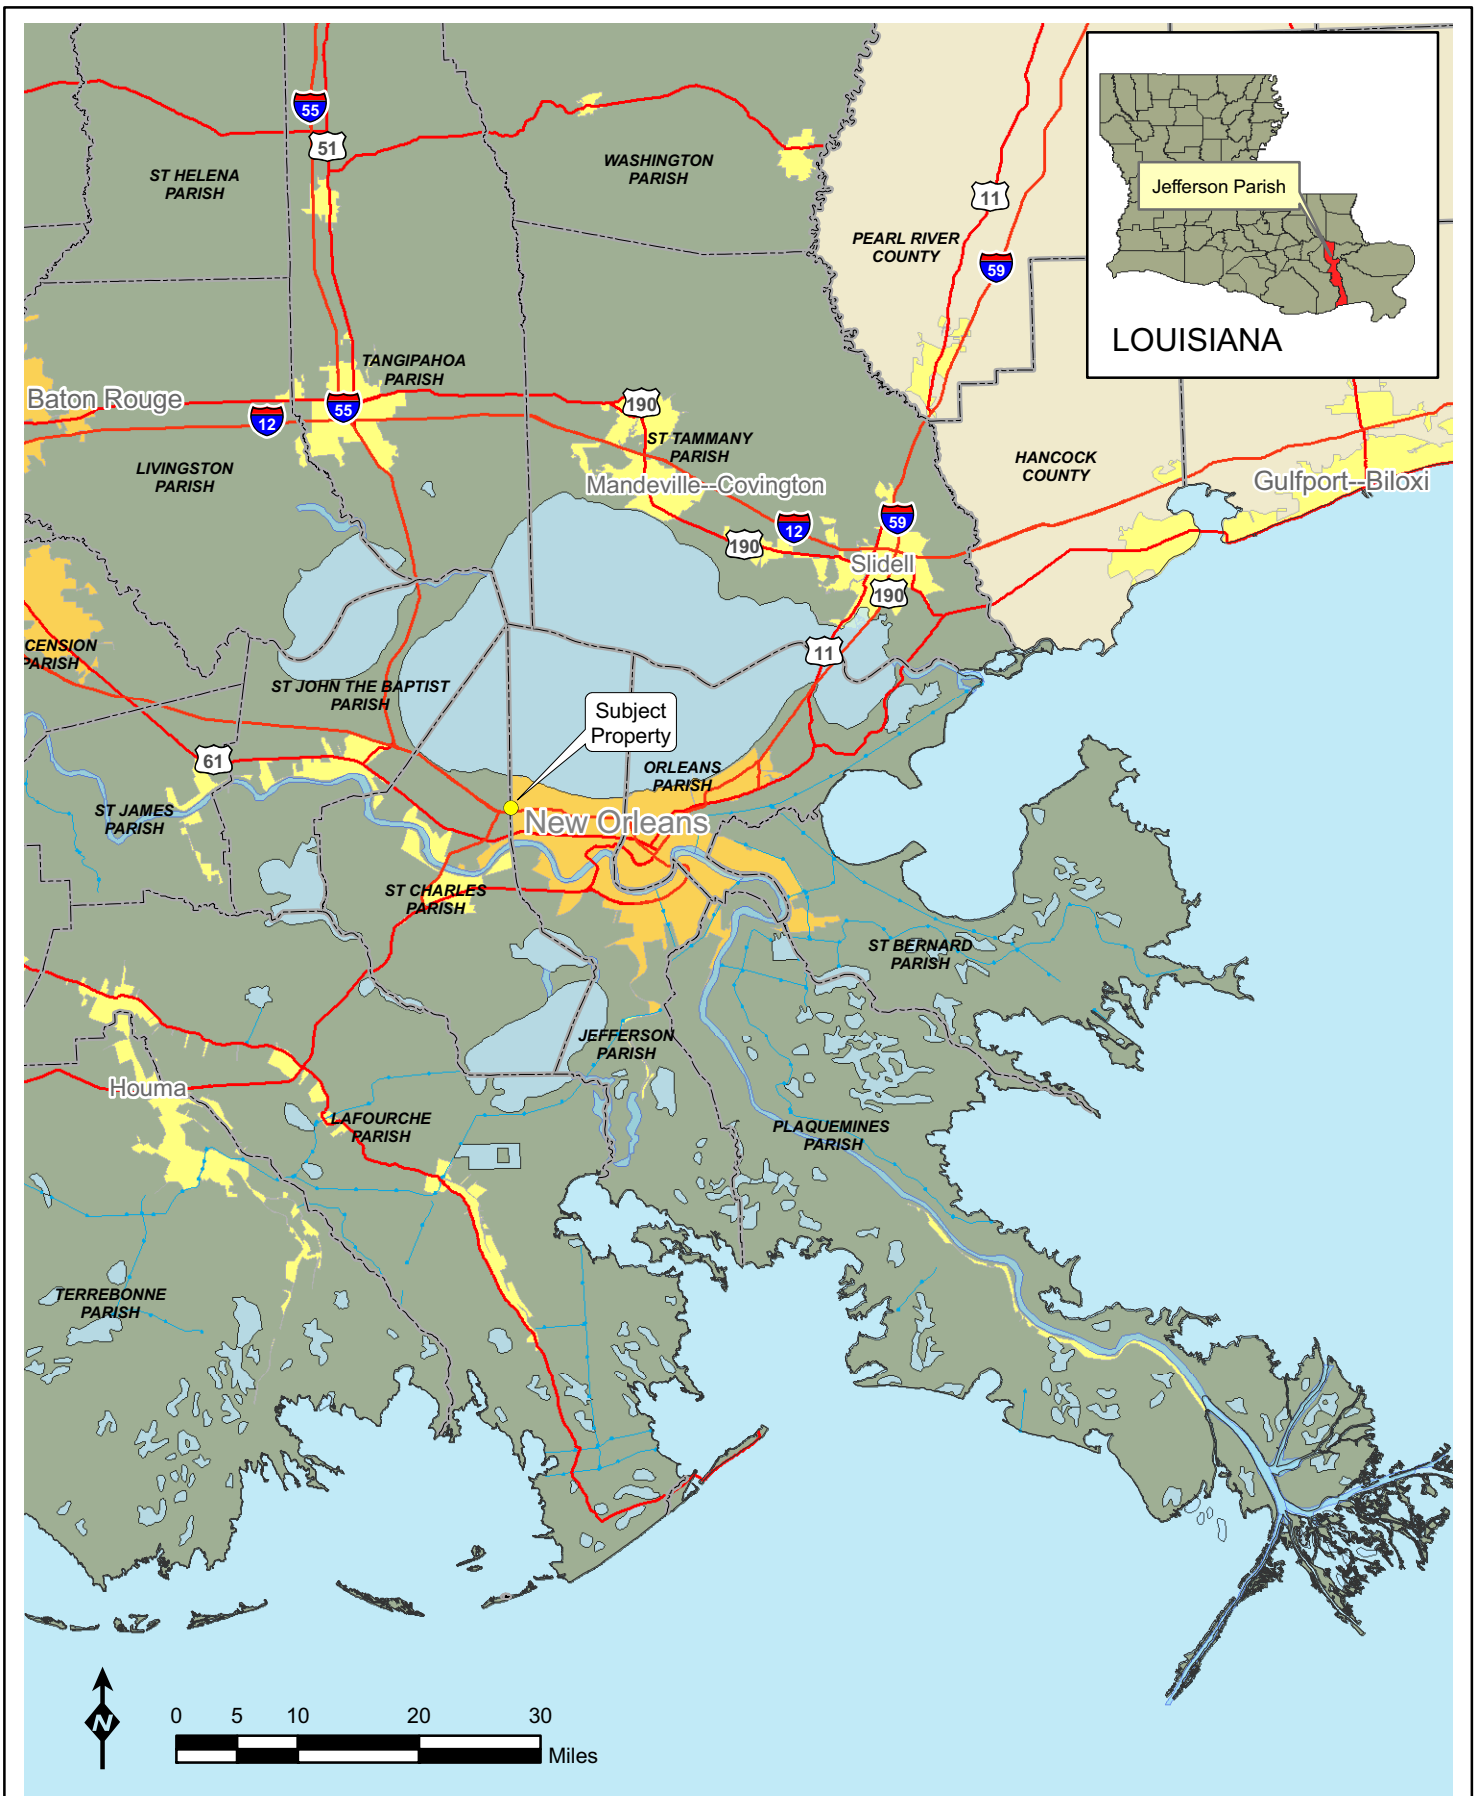 55
51
ST HELENA
PARISH
WASHINGTON
PARISH
11
PEARL RIVER
COUNTY
59
Jefferson Parish
LOUISIANA
TANGIPAHOA
PARISH
Baton Rouge
12
55
190
ST TAMMANY
PARISH
LIVINGSTON
PARISH
HANCOCK
COUNTY
Mandeville--Covington
Gulfport--Biloxi
12
59
190
Slidell
190
CENSION
PARISH
11
ST JOHN THE BAPTIST
PARISH
Subject
Property
61
ORLEANS
PARISH
ST JAMES
PARISH
New Orleans
ST CHARLES
PARISH
ST BERNARD
PARISH
JEFFERSON
PARISH
Houma
LAFOURCHE
PARISH
PLAQUEMINES
PARISH
TERREBONNE
PARISH
N
0 5 10 20 30
Miles